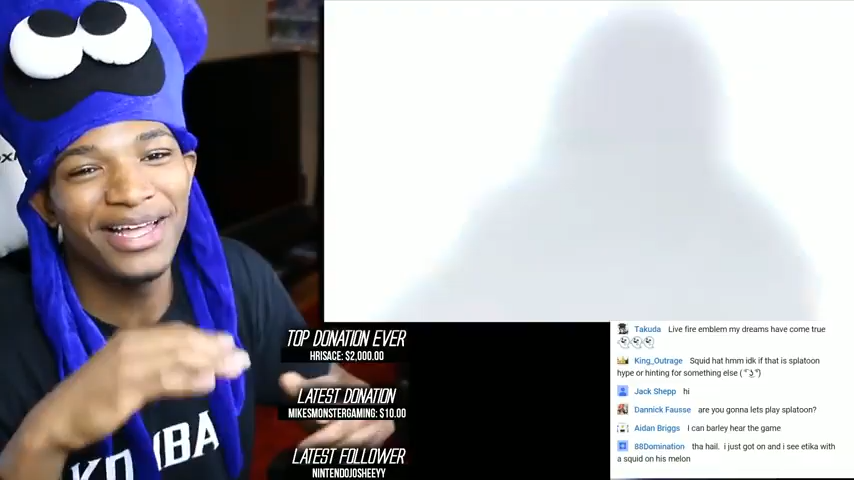 TOP DONATION EVER
HRISACE: $2,000.00
LATEST DONATION
MIKESMONSTERGAMING: $10.00
LATEST FOLLOWER
NINTENDOJOSHEEYY
Takuda Live fire emblem my dreams have come true
King_Outrage Squid hat hmm idk if that is splatoon
hype or hinting for something else ( ͡° ͜ʖ ͡°)
Jack Shepp hi
Dannick Fausse are you gonna lets play splatoon?
Aidan Briggs I can barley hear the game
88Domination tha hail. i just got on and i see etika with
a squid on his melon